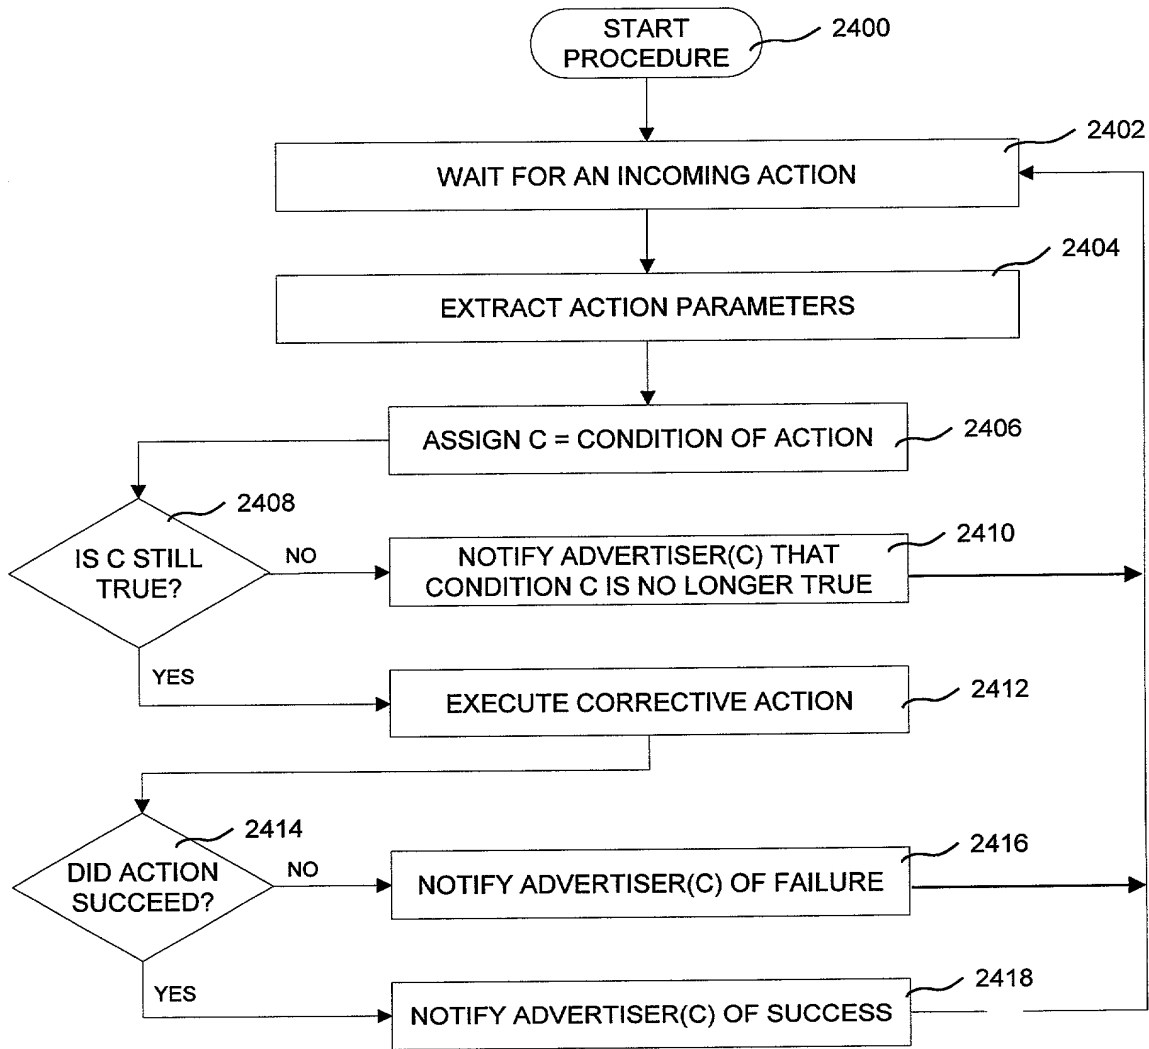 START
PROCEDURE
2400
2402
WAIT FOR AN INCOMING ACTION
2404
EXTRACT ACTION PARAMETERS
ASSIGN C = CONDITION OF ACTION
2406
2408
IS C STILL
TRUE?
NO
NOTIFY ADVERTISER(C) THAT
CONDITION C IS NO LONGER TRUE
2410
YES
EXECUTE CORRECTIVE ACTION
2412
2414
DID ACTION
SUCCEED?
NO
NOTIFY ADVERTISER(C) OF FAILURE
2416
YES
NOTIFY ADVERTISER(C) OF SUCCESS
2418